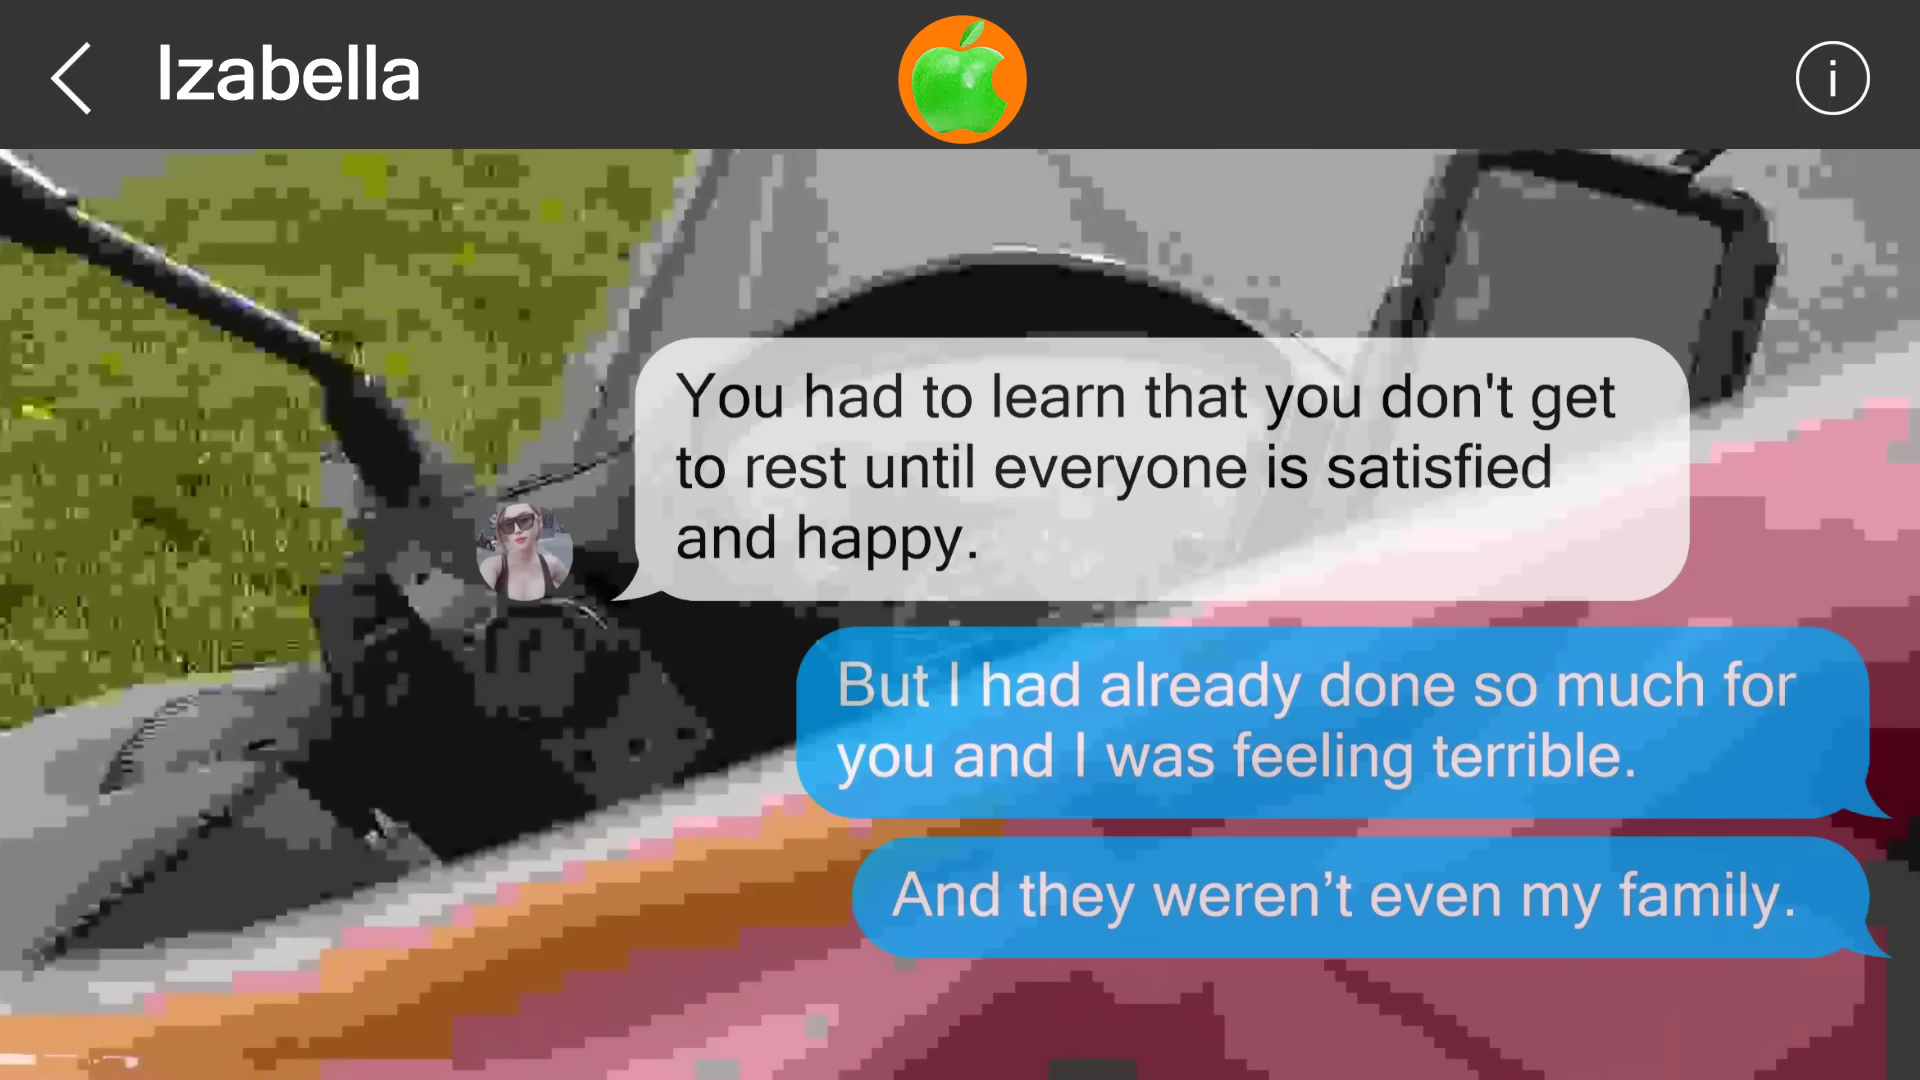 Izabella
i
You had to learn that you don't get
to rest until everyone is satisfied
and happy.
But I had already done so much for
you and I was feeling terrible.
And they weren’t even my family.